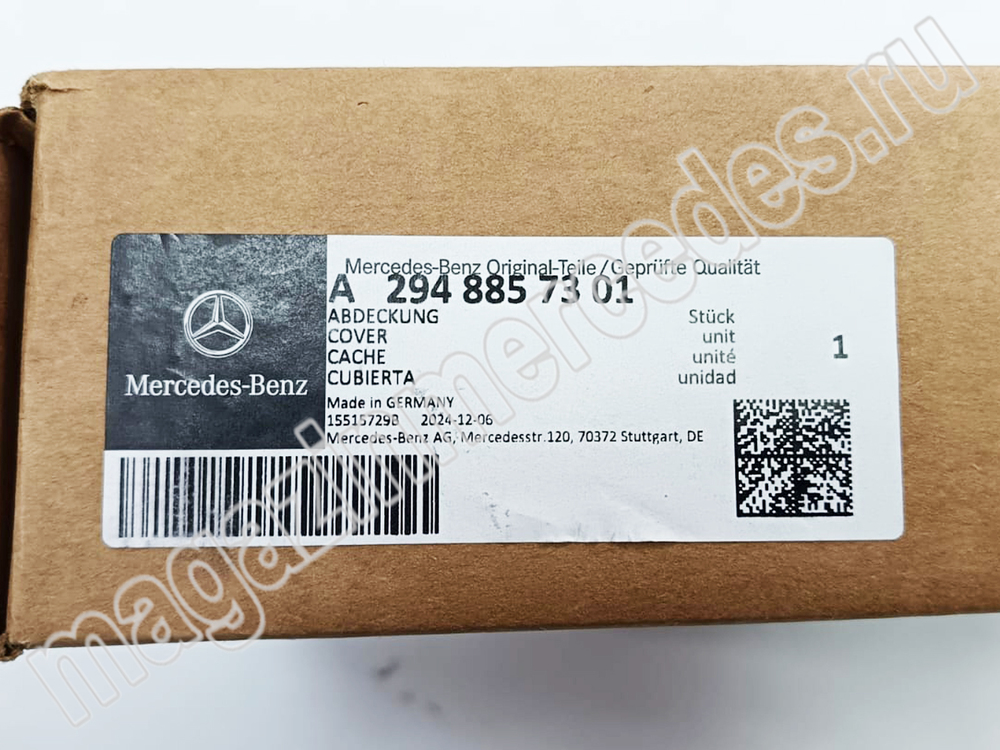 Mercedes-Benz Original-Teile/Geprüfte Qualität
A 294 885 73 01
ABDECKUNG Stück
COVER unit
CACHE unité
CUBIERTA unidad
1
Mercedes-Benz
Made in GERMANY
15515729B 2024-12-06
Mercedes-Benz AG, Mercedesstr.120, 70372 Stuttgart, DE
magazinmercedes.ru